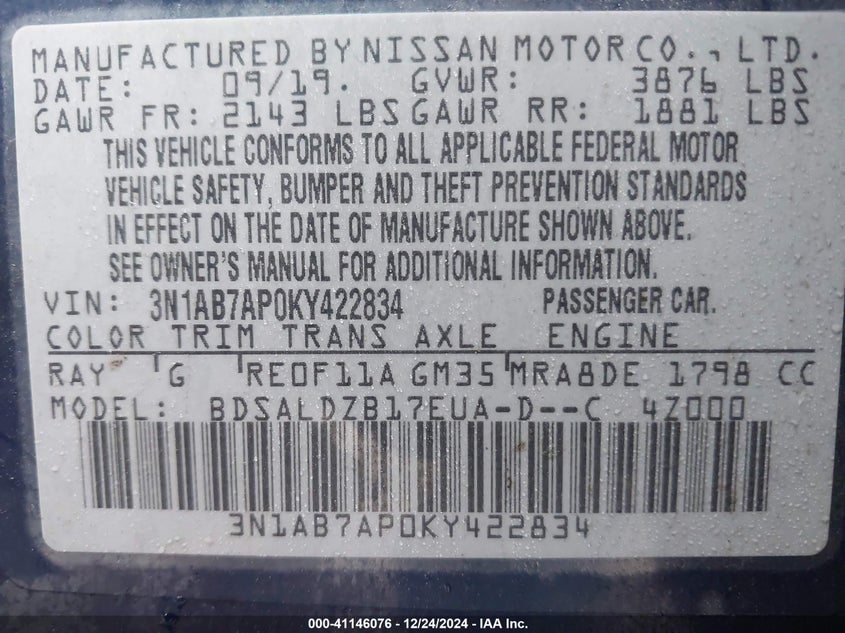 MANUFACTURED BY NISSAN MOTOR CO., LTD.
DATE: 09/19. GVWR: 3876 LBS
GAWR FR: 2143 LBS GAWR RR: 1881 LBS
THIS VEHICLE CONFORMS TO ALL APPLICABLE FEDERAL MOTOR
VEHICLE SAFETY, BUMPER AND THEFT PREVENTION STANDARDS
IN EFFECT ON THE DATE OF MANUFACTURE SHOWN ABOVE.
SEE OWNER'S MANUAL FOR ADDITIONAL INFORMATION.
VIN: 3N1AB7AP0KY422834 PASSENGER CAR.
COLOR TRIM TRANS AXLE ENGINE
RAY G RE0F11A GM35 MRA8DE 1798 CC
MODEL: BDSALDZB17EUA-D--C 4Z000
3N1AB7AP0KY422834
000-41146076 - 12/24/2024 - IAA Inc.